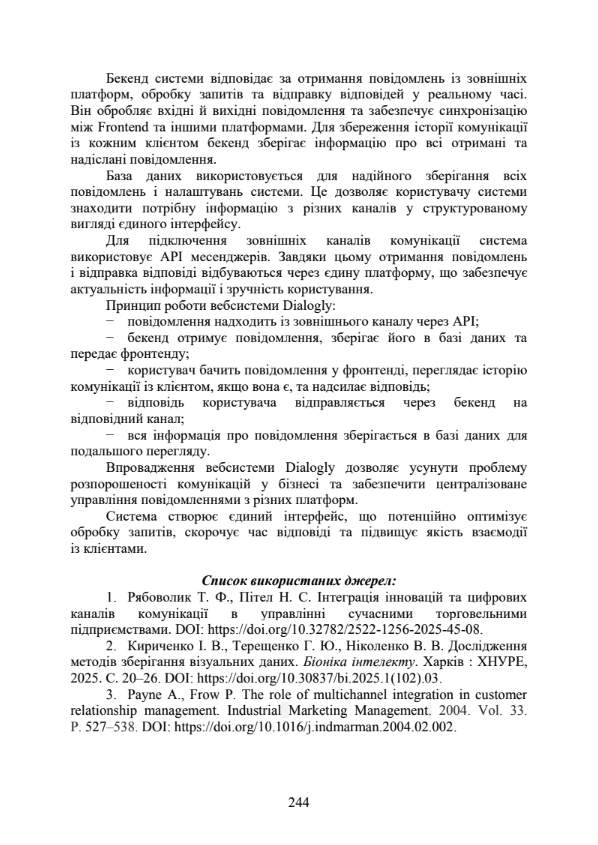 Бекенд системи відповідає за отримання повідомлень із зовнішніх
платформ, обробку запитів та відправку відповідей у реальному часі.
Він обробляє вхідні й вихідні повідомлення та забезпечує синхронізацію
між Frontend та іншими платформами. Для збереження історії комунікації
із кожним клієнтом бекенд зберігає інформацію про всі отримані та
надіслані повідомлення.
База даних використовується для надійного зберігання всіх
повідомлень і налаштувань системи. Це дозволяє користувачу системи
знаходити потрібну інформацію з різних каналів у структурованому
вигляді єдиного інтерфейсу.
Для підключення зовнішніх каналів комунікації система
використовує API месенджерів. Завдяки цьому отримання повідомлень
і відправка відповіді відбуваються через єдину платформу, що забезпечує
актуальність інформації і зручність користування.
Принцип роботи вебсистеми Dialogly:
− повідомлення надходить із зовнішнього каналу через API;
− бекенд отримує повідомлення, зберігає його в базі даних та
передає фронтенду;
− користувач бачить повідомлення у фронтенді, переглядає історію
комунікації із клієнтом, якщо вона є, та надсилає відповідь;
− відповідь користувача відправляється через бекенд на
відповідний канал;
− вся інформація про повідомлення зберігається в базі даних для
подальшого перегляду.
Впровадження вебсистеми Dialogly дозволяє усунути проблему
розпорошеності комунікацій у бізнесі та забезпечити централізоване
управління повідомленнями з різних платформ.
Система створює єдиний інтерфейс, що потенційно оптимізує
обробку запитів, скорочує час відповіді та підвищує якість взаємодії
із клієнтами.
Список використаних джерел:
1. Рябоволик Т. Ф., Пітел Н. С. Інтеграція інновацій та цифрових
каналів комунікації в управлінні сучасними торговельними
підприємствами. DOI: https://doi.org/10.32782/2522-1256-2025-45-08.
2. Кириченко І. В., Терещенко Г. Ю., Ніколенко В. В. Дослідження
методів зберігання візуальних даних. Біоніка інтелекту. Харків : ХНУРЕ,
2025. С. 20–26. DOI: https://doi.org/10.30837/bi.2025.1(102).03.
3. Payne A., Frow P. The role of multichannel integration in customer
relationship management. Industrial Marketing Management. 2004. Vol. 33.
P. 527–538. DOI: https://doi.org/10.1016/j.indmarman.2004.02.002.
244